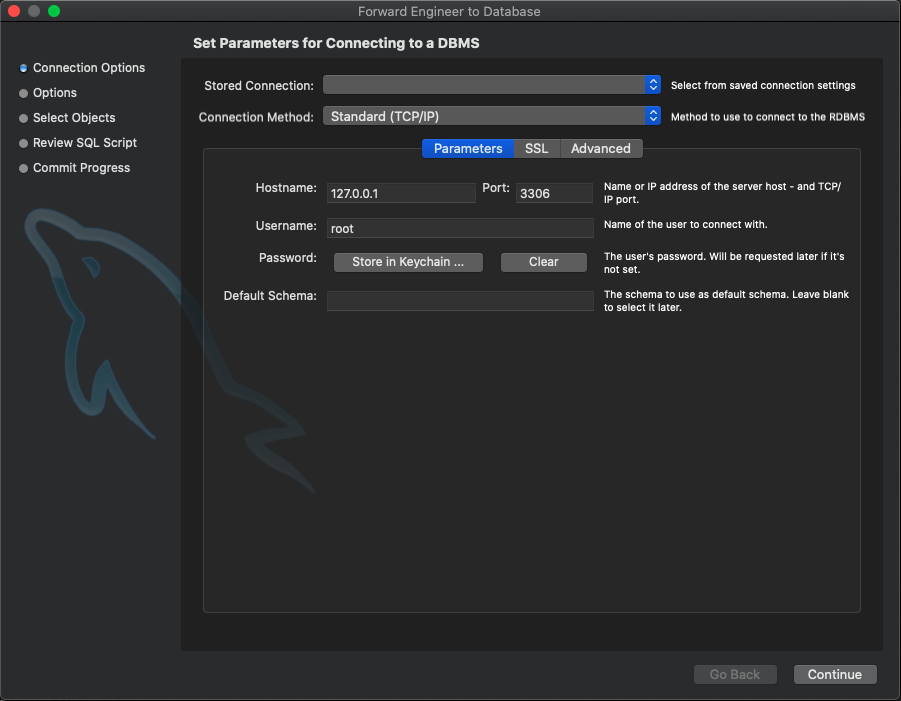 Forward Engineer to Database
Set Parameters for Connecting to a DBMS
Connection Options
Options
Select Objects
Review SQL Script
Commit Progress
Stored Connection:
Select from saved connection settings
Connection Method: Standard (TCP/IP)
Method to use to connect to the RDBMS
Parameters SSL Advanced
Hostname: 127.0.0.1 Port: 3306
Name or IP address of the server host - and TCP/
IP port.
Username: root
Name of the user to connect with.
Password: Store in Keychain ... Clear
The user's password. Will be requested later if it's
not set.
Default Schema:
The schema to use as default schema. Leave blank
to select it later.
Go Back Continue